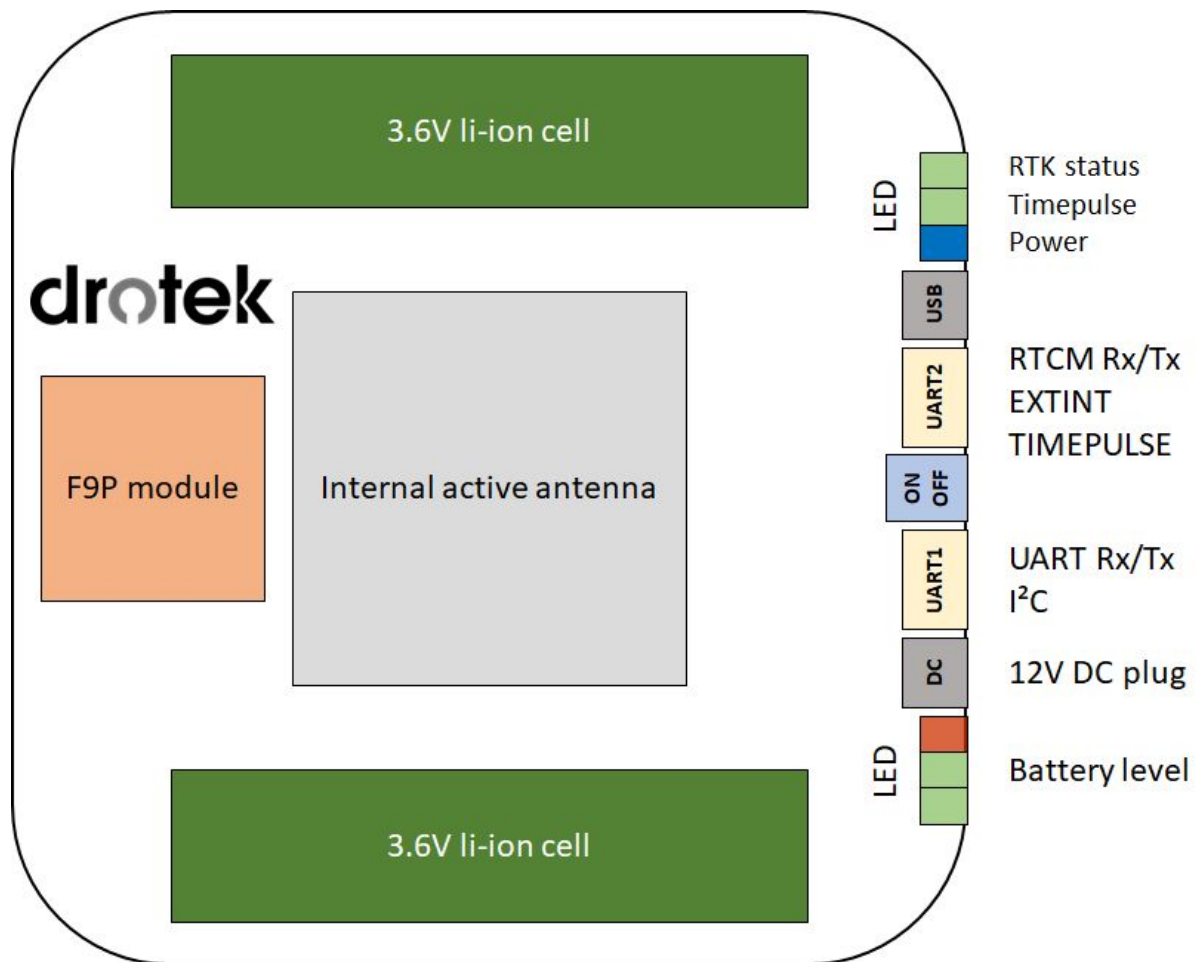 3.6V li-ion cell
LED
RTK status
Timepulse
Power
drotek
USB
UART2
RTCM Rx/Tx
EXTINT
TIMEPULSE
F9P module
Internal active antenna
ON
OFF
UART1
UART Rx/Tx
I²C
DC
12V DC plug
LED
Battery level
3.6V li-ion cell